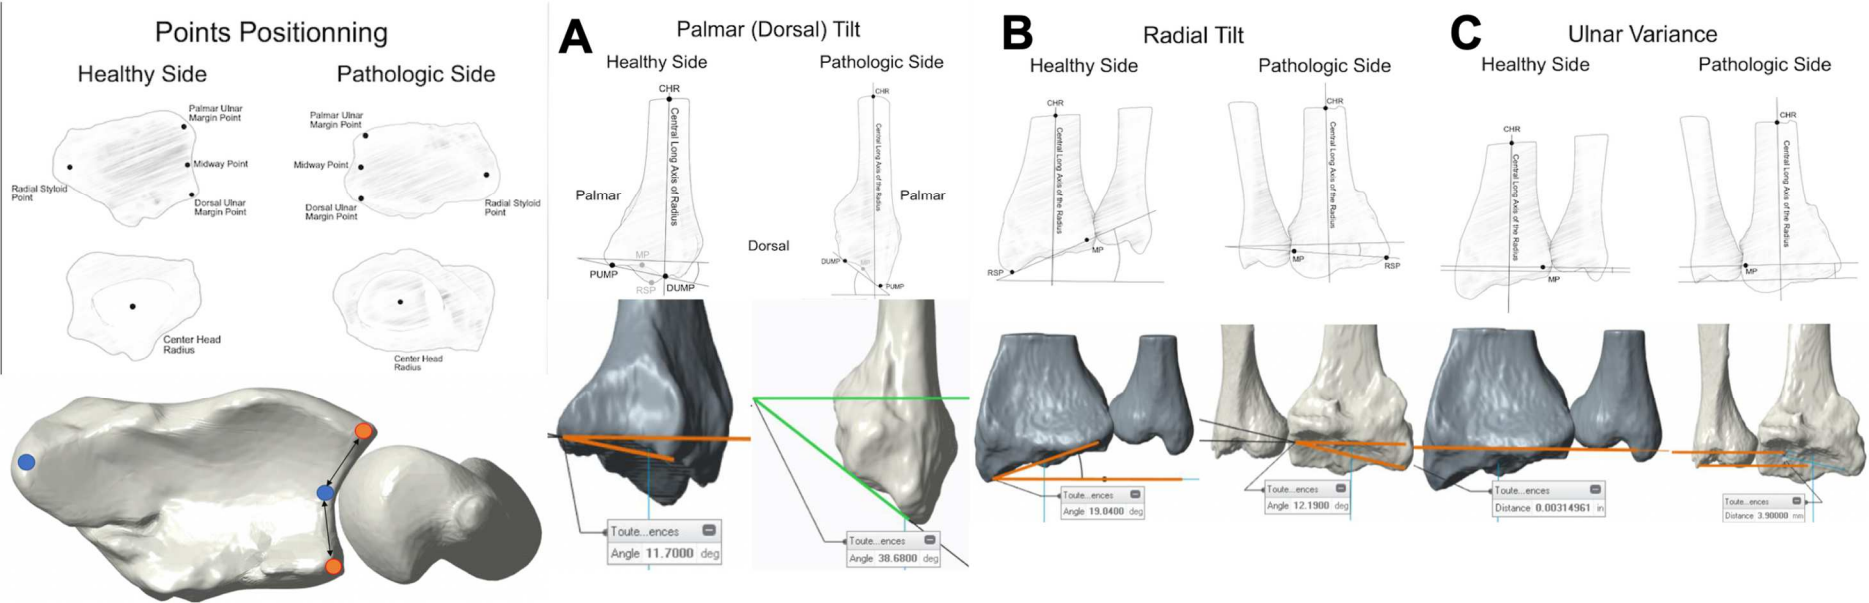 Points Positionning
Healthy Side
Pathologic Side
Palmar Ulnar
Margin Point
Midway Point
Radial Styloid
Point
Dorsal Ulnar
Margin Point
Palmar Ulnar
Margin Point
Midway Point
Dorsal Ulnar
Margin Point
Radial Styloid
Point
Center Head
Radius
Center Head
Radius
A
Palmar (Dorsal) Tilt
Healthy Side
Pathologic Side
CHR
Central Long Axis of Radius
Palmar
MP
PUMP
RSP
DUMP
Dorsal
CHR
Central Long Axis of the Radius
Palmar
DUMP
MP
PUMP
Toute...ences
Angle 11.7000 deg
Toute...ences
Angle 38.6800 deg
B
Radial Tilt
Healthy Side
Pathologic Side
CHR
Central Long Axis of the Radius
MP
RSP
CHR
Central Long Axis of the Radius
MP
RSP
Toute...ences
Angle 19.0400 deg
Toute...ences
Angle 12.1900 deg
C
Ulnar Variance
Healthy Side
Pathologic Side
CHR
Central Long Axis of the Radius
MP
CHR
Central Long Axis of the Radius
MP
Toute...ences
Distance 0.00314961 in
Toute...ences
Distance 3.90000